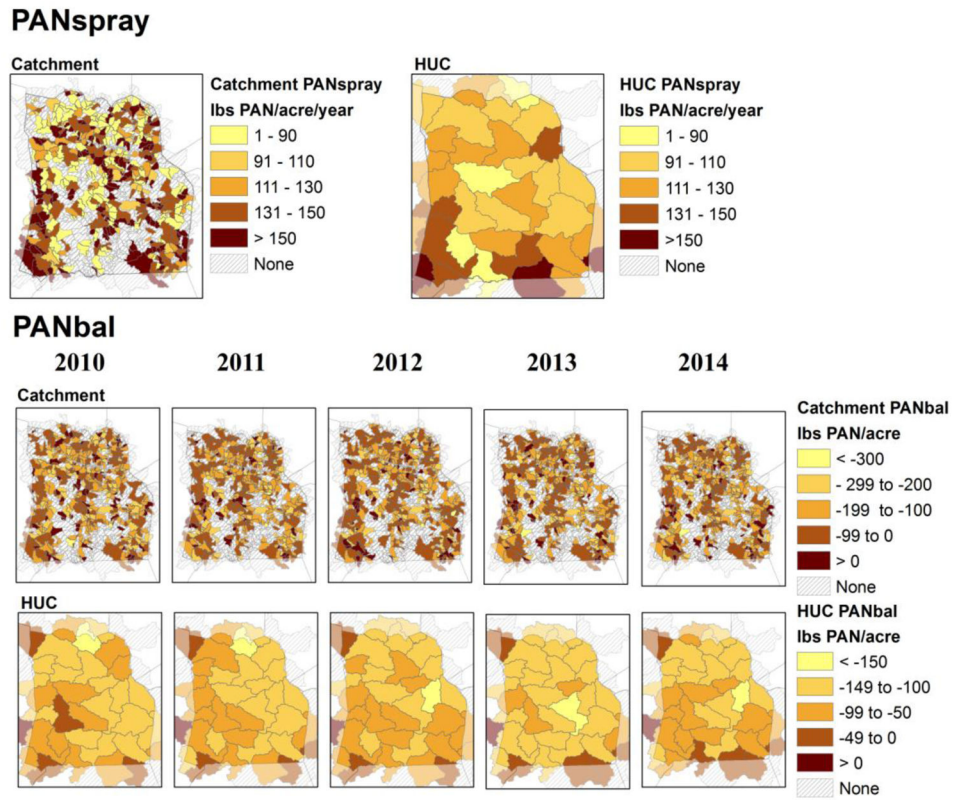 PANspray
Catchment
Catchment PANspray
lbs PAN/acre/year
1 - 90
91 - 110
111 - 130
131 - 150
> 150
None
HUC
HUC PANspray
lbs PAN/acre/year
1 - 90
91 - 110
111 - 130
131 - 150
>150
None
PANbal
2010 2011 2012 2013 2014
Catchment
Catchment PANbal
lbs PAN/acre
< -300
- 299 to -200
-199 to -100
-99 to 0
> 0
None
HUC
HUC PANbal
lbs PAN/acre
< -150
-149 to -100
-99 to -50
-49 to 0
> 0
None